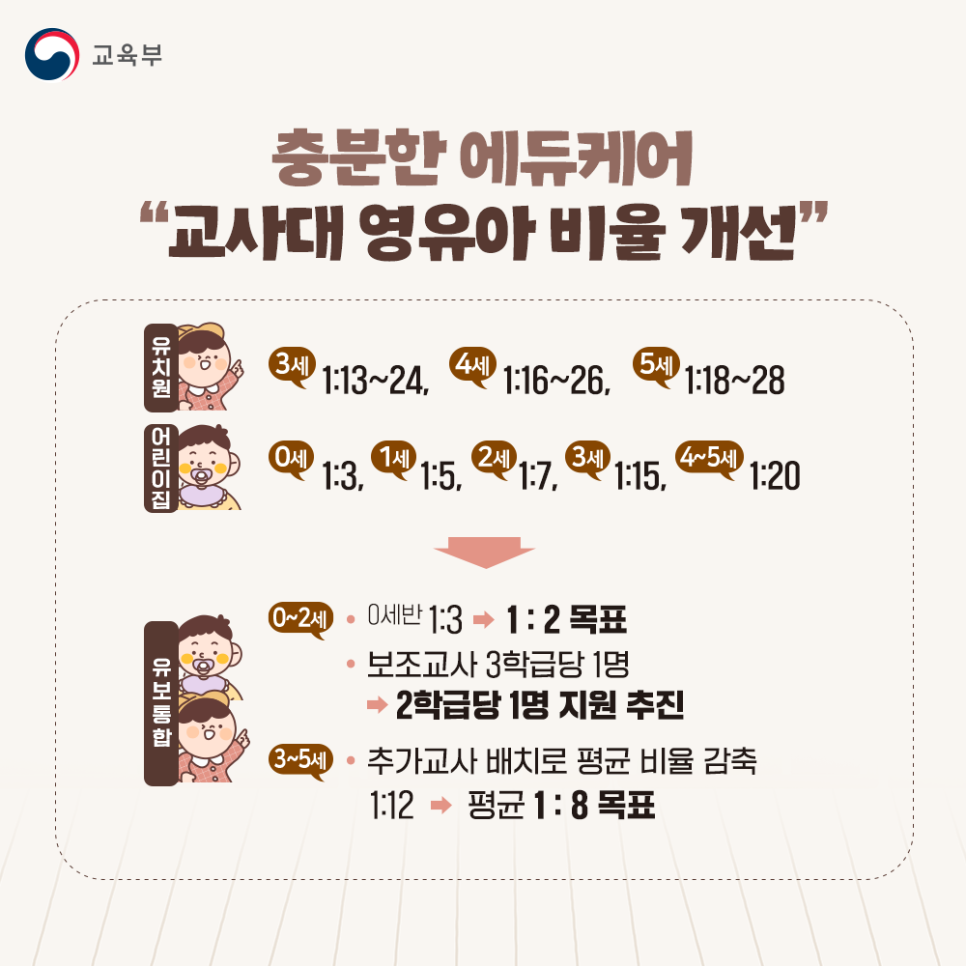 교육부
충분한 에듀케어
“교사대 영유아 비율 개선”
유치원
3세 1:13~24, 4세 1:16~26, 5세 1:18~28
어린이집
0세 1:3, 1세 1:5, 2세 1:7, 3세 1:15, 4~5세 1:20
유보통합
0~2세 • 0세반 1:3 ➡ 1 : 2 목표
• 보조교사 3학급당 1명
➡ 2학급당 1명 지원 추진
3~5세 • 추가교사 배치로 평균 비율 감축
1:12 ➡ 평균 1 : 8 목표